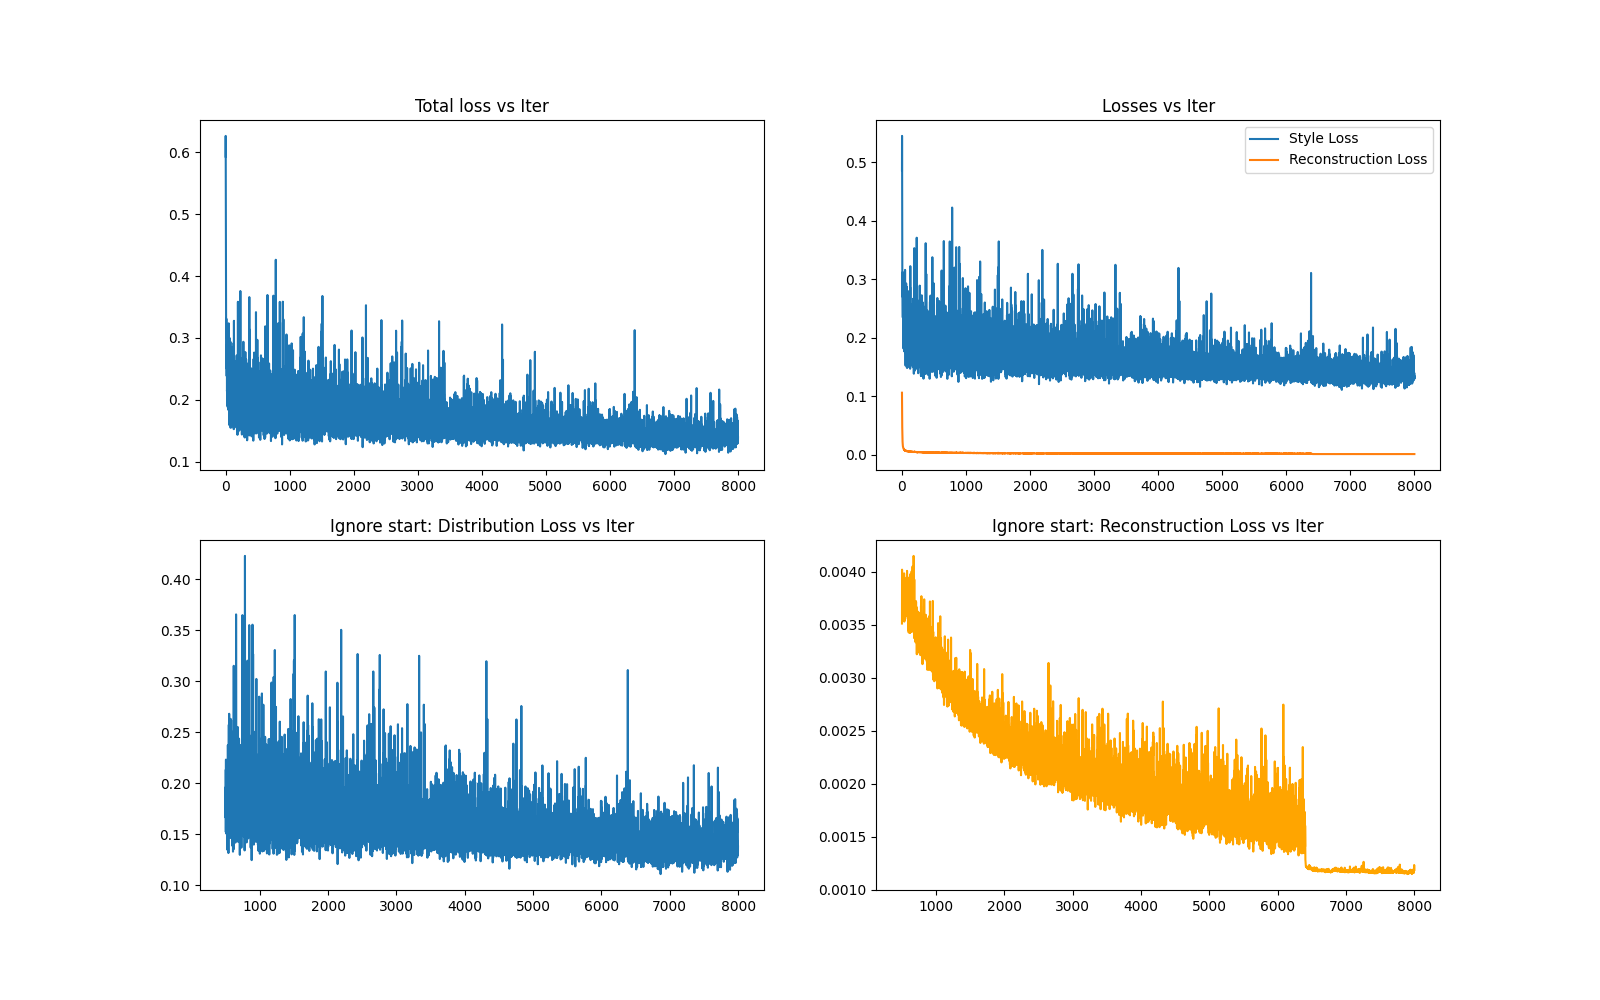 Total loss vs Iter
0.6
0.5
0.4
0.3
0.2
0.1
0 1000 2000 3000 4000 5000 6000 7000 8000
Losses vs Iter
Style Loss
Reconstruction Loss
0.5
0.4
0.3
0.2
0.1
0.0
0 1000 2000 3000 4000 5000 6000 7000 8000
Ignore start: Distribution Loss vs Iter
0.40
0.35
0.30
0.25
0.20
0.15
0.10
1000 2000 3000 4000 5000 6000 7000 8000
Ignore start: Reconstruction Loss vs Iter
0.0040
0.0035
0.0030
0.0025
0.0020
0.0015
0.0010
1000 2000 3000 4000 5000 6000 7000 8000